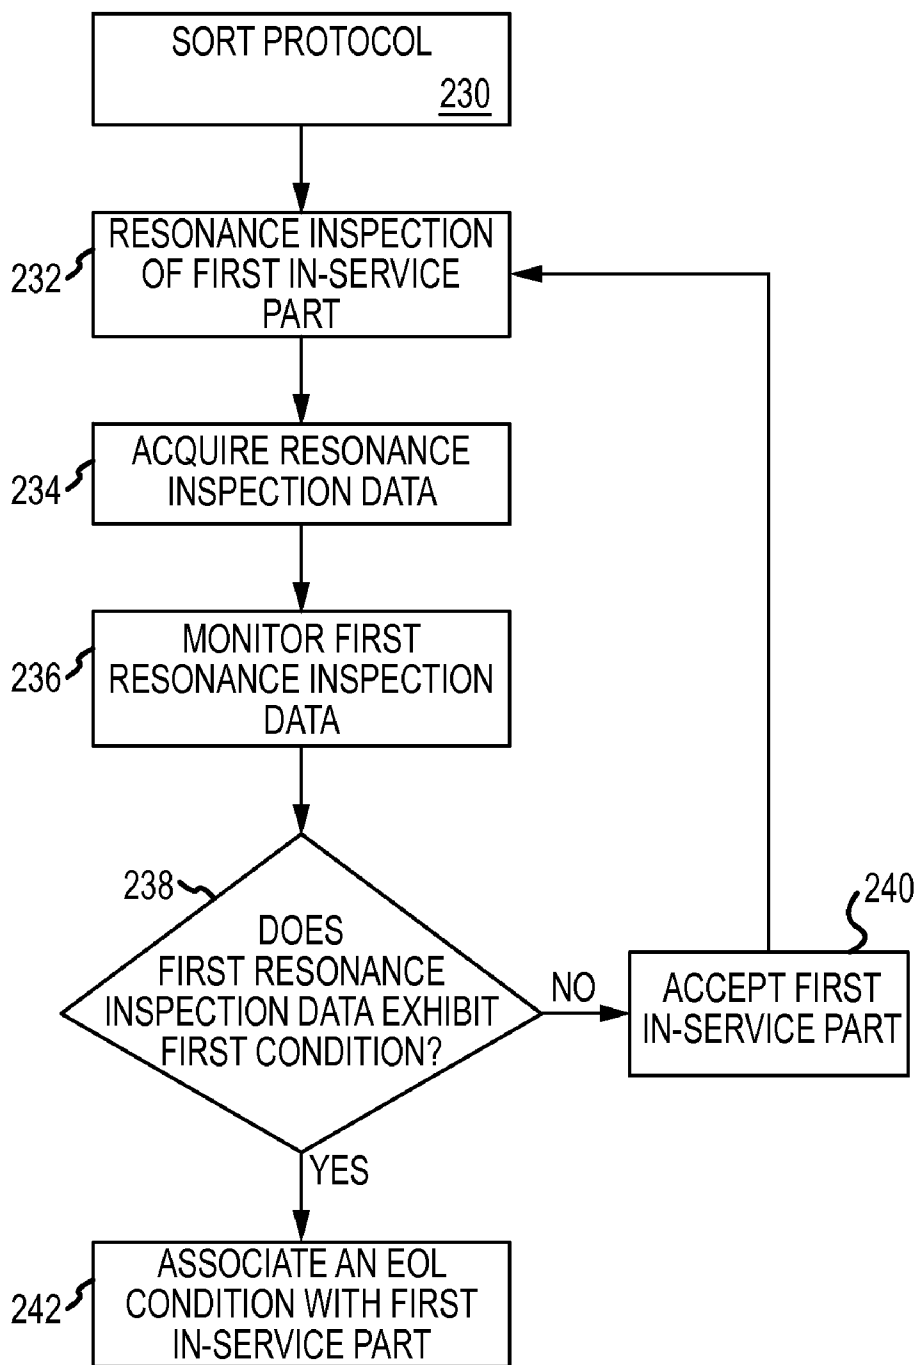 SORT PROTOCOL
230
RESONANCE INSPECTION
OF FIRST IN-SERVICE
PART
232
ACQUIRE RESONANCE
INSPECTION DATA
234
MONITOR FIRST
RESONANCE INSPECTION
DATA
236
238
DOES
FIRST RESONANCE
INSPECTION DATA EXHIBIT
FIRST CONDITION?
NO
240
ACCEPT FIRST
IN-SERVICE PART
YES
ASSOCIATE AN EOL
CONDITION WITH FIRST
IN-SERVICE PART
242